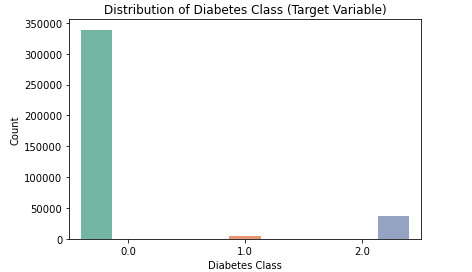 Distribution of Diabetes Class (Target Variable)
350000
300000
250000
200000
150000
100000
50000
0
Count
0.0 1.0 2.0
Diabetes Class